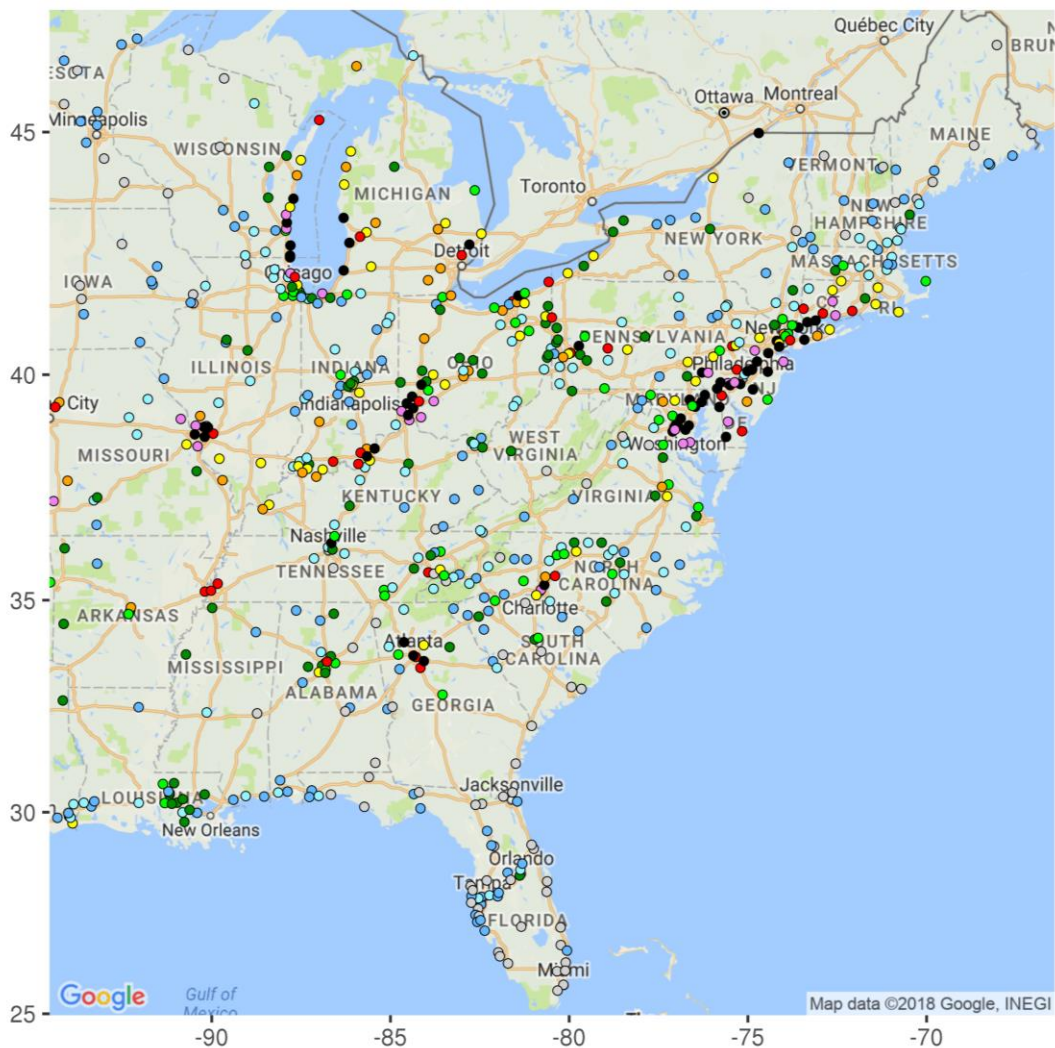 Québec City
BRUN
Ottawa
Montreal
Minneapolis
MAINE
WISCONSIN
VERMONT
Toronto
MICHIGAN
NEW
HAMPSHIRE
NEW YORK
Detroit
MASSACHUSETTS
Chicago
IOWA
RI
New York
PENNSYLVANIA
ILLINOIS
INDIANA
OHIO
Philadelphia
City
Indianapolis
MARYLAND
NJ
DE
WEST
VIRGINIA
Washington
MISSOURI
KENTUCKY
VIRGINIA
Nashville
TENNESSEE
NORTH
CAROLINA
Charlotte
ARKANSAS
Atlanta
SOUTH
CAROLINA
MISSISSIPPI
ALABAMA
GEORGIA
Jacksonville
LOUISIANA
New Orleans
Orlando
Tampa
FLORIDA
Miami
Google
Gulf of
Mexico
Map data ©2018 Google, INEGI
45
40
35
30
25
-90
-85
-80
-75
-70